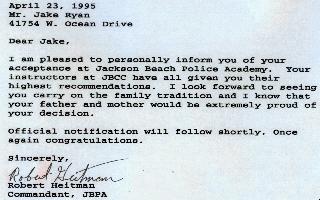 April 23, 1995
Mr. Jake Ryan
41754 W. Ocean Drive
Dear Jake,
I am pleased to personally inform you of your
acceptance at Jackson Beach Police Academy. Your
instructors at JBCC have all given you their
highest recommendations. I look forward to seeing
you carry on the family tradition and I know that
your father and mother would be extremely proud of
your decision.
Official notification will follow shortly. Once
again congratulations.
Sincerely,
Robert Heitman
Robert Heitman
Commandant, JBPA